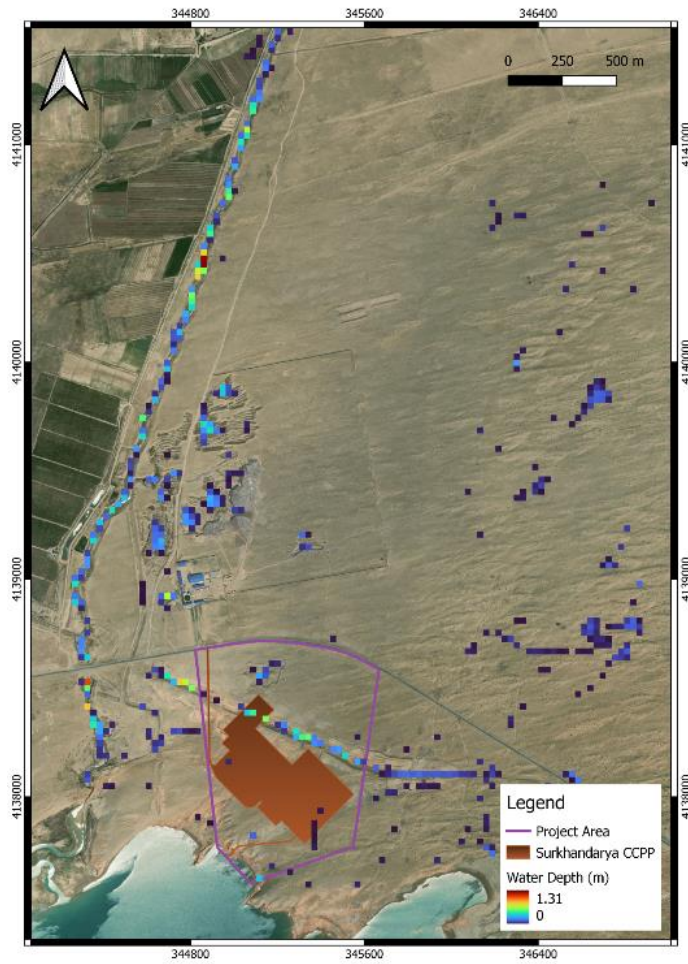 344800 345600 346400
0 250 500 m
4141000 4141000
4140000 4140000
4139000 4139000
4138000 4138000
Legend
Project Area
Surkhandarya CCPP
Water Depth (m)
1.31
0
344800 345600 346400